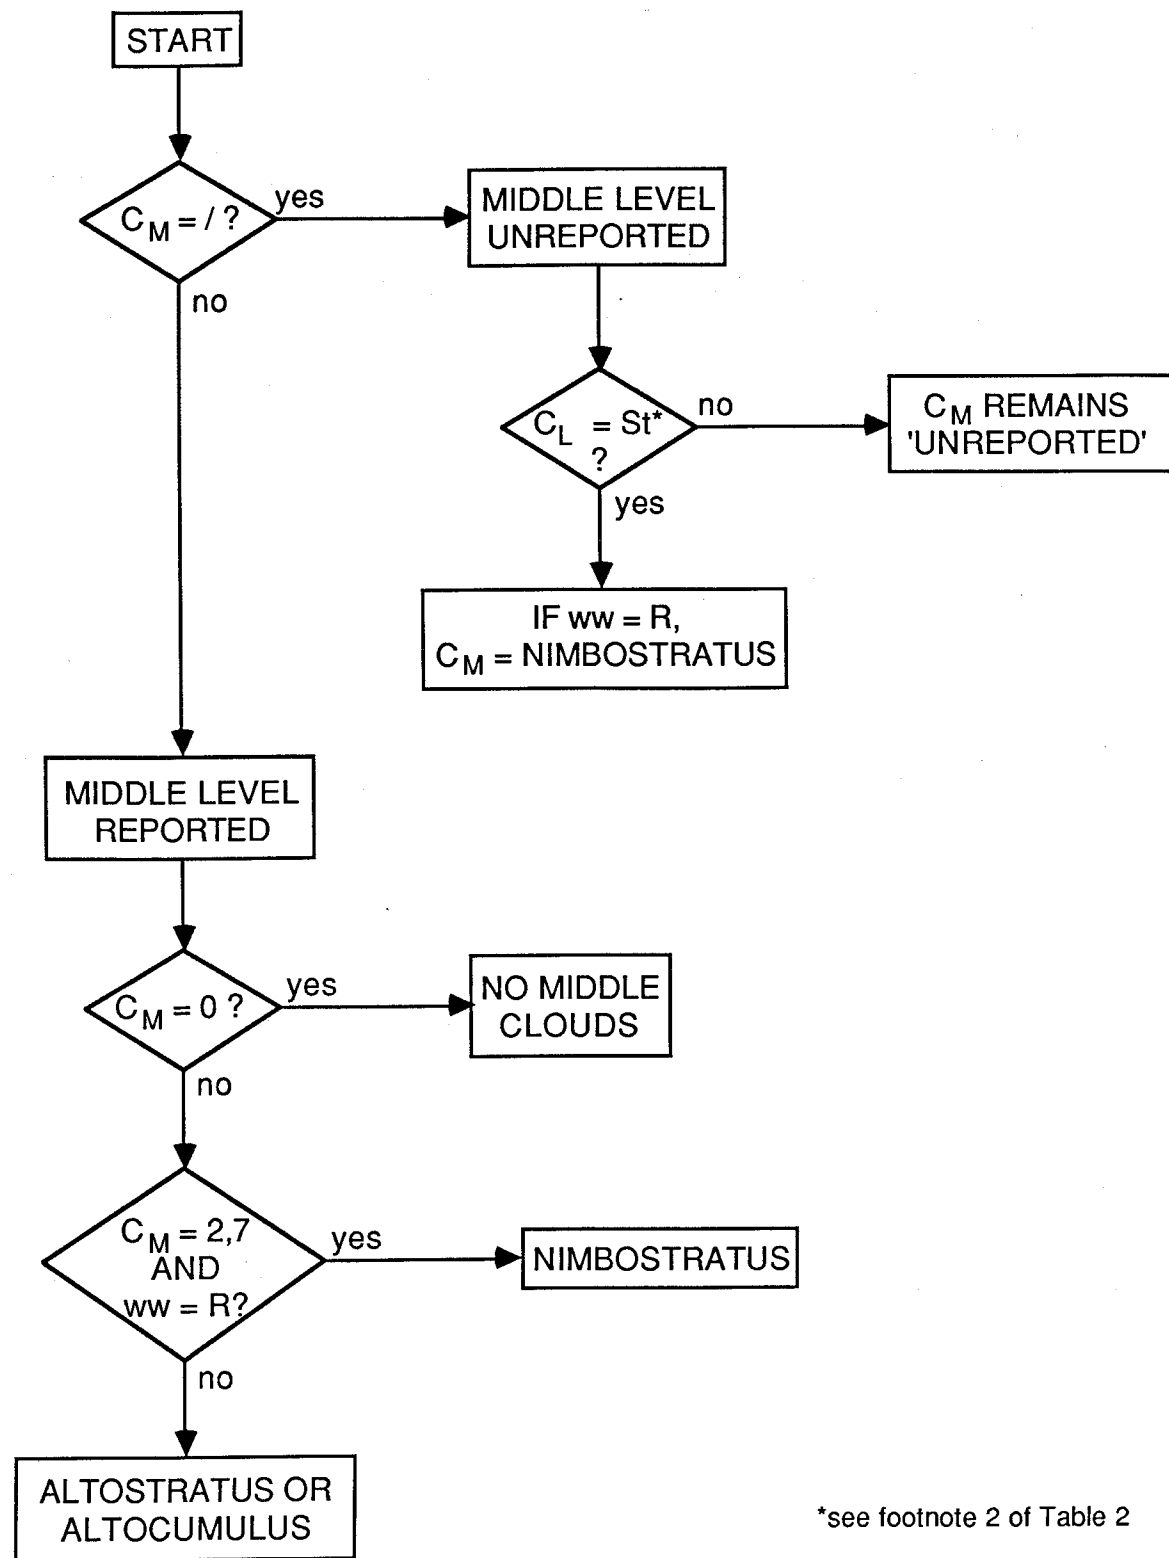 START
C_M = / ?
yes
no
MIDDLE LEVEL
UNREPORTED
C_L = St*
?
no
yes
C_M REMAINS
'UNREPORTED'
IF ww = R,
C_M = NIMBOSTRATUS
MIDDLE LEVEL
REPORTED
C_M = 0 ?
yes
no
NO MIDDLE
CLOUDS
C_M = 2,7
AND
ww = R?
yes
no
NIMBOSTRATUS
ALTOSTRATUS OR
ALTOCUMULUS
*see footnote 2 of Table 2